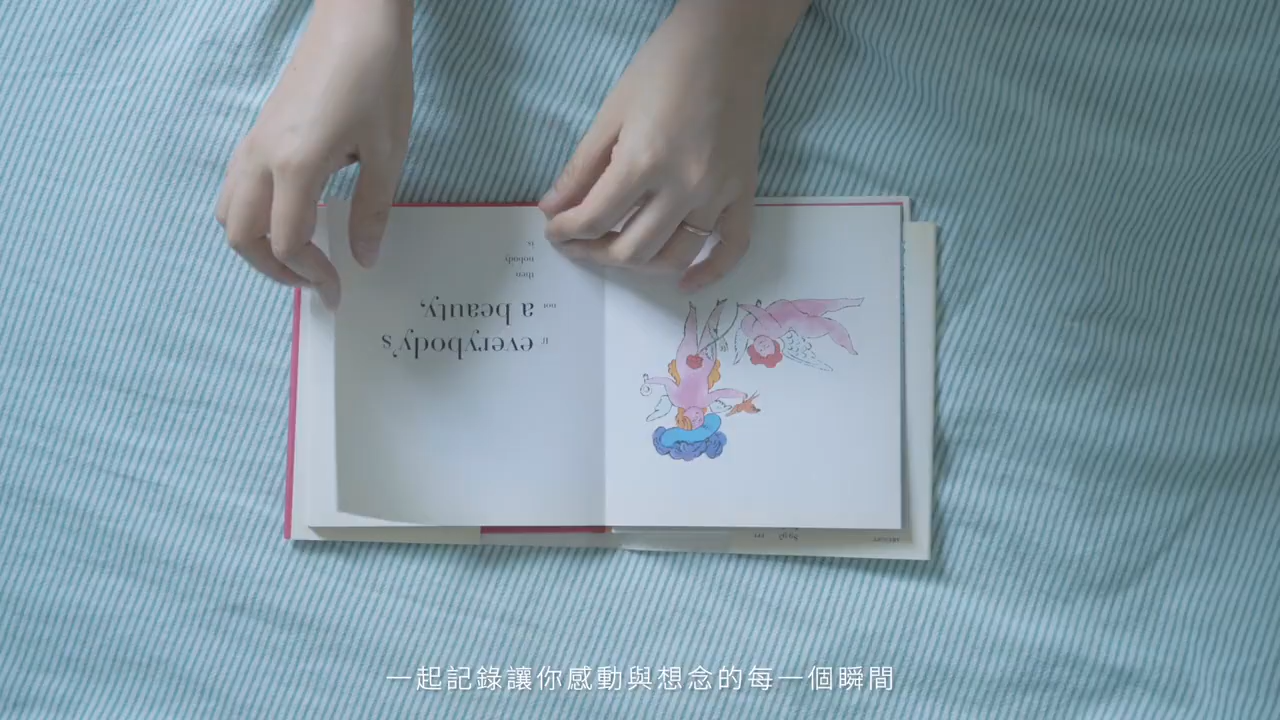 If everybody's
not a beauty,
then
nobody
is
一起記錄讓你感動與想念的每一個瞬間